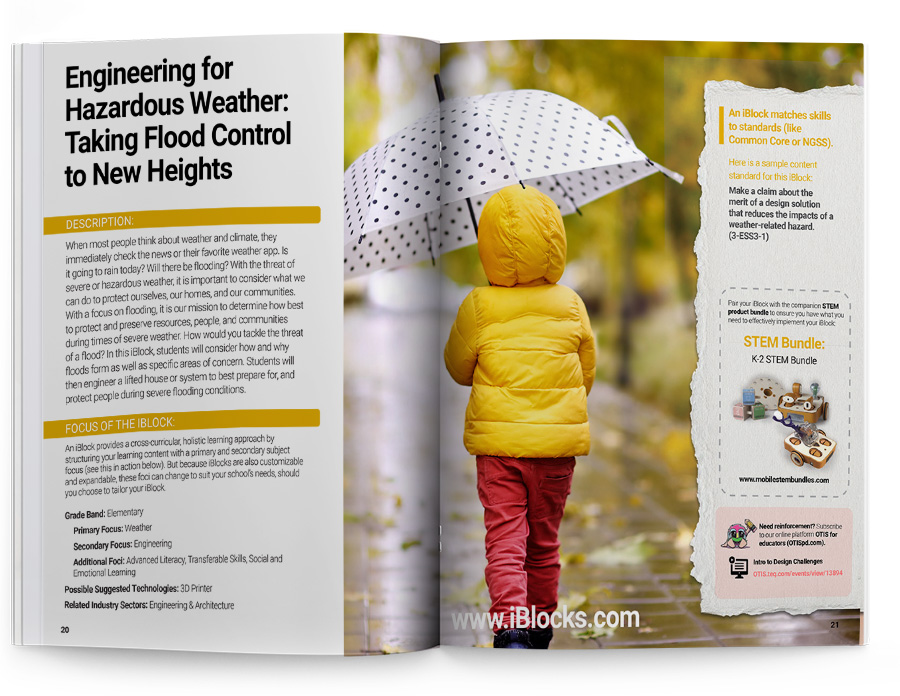 Engineering for
Hazardous Weather:
Taking Flood Control
to New Heights
DESCRIPTION:
When most people think about weather and climate, they
immediately check the news or their favorite weather app. Is
it going to rain today? Will there be flooding? With the threat of
severe or hazardous weather, it is important to consider what we
can do to protect ourselves, our homes, and our communities.
With a focus on flooding, it is our mission to determine how best
to protect and preserve resources, people, and communities
during times of severe weather. How would you tackle the threat
of a flood? In this iBlock, students will consider how and why
floods form as well as specific areas of concern. Students will
then engineer a lifted house or system to best prepare for, and
protect people during severe flooding conditions.
FOCUS OF THE IBLOCK:
An iBlock provides a cross-curricular, holistic learning approach by
structuring your learning content with a primary and secondary subject
focus (see this in action below). But because iBlocks are also customizable
and expandable, these foci can change to suit your school's needs, should
you choose to tailor your iBlock.
Grade Band: Elementary
Primary Focus: Weather
Secondary Focus: Engineering
Additional Foci: Advanced Literacy, Transferable Skills, Social and
Emotional Learning
Possible Suggested Technologies: 3D Printer
Related Industry Sectors: Engineering & Architecture
20
www.iBlocks.com
An iBlock matches skills
to standards (like
Common Core or NGSS).
Here is a sample content
standard for this iBlock:
Make a claim about the
merit of a design solution
that reduces the impacts of a
weather-related hazard.
(3-ESS3-1)
Pair your iBlock with the companion STEM
product bundle to ensure you have what you
need to effectively implement your iBlock:
STEM Bundle:
K-2 STEM Bundle
www.mobilestembundles.com
Need reinforcement? Subscribe
to our online platform OTIS for
educators (OTISpd.com).
Intro to Design Challenges
OTIS.teq.com/events/view/13894
21